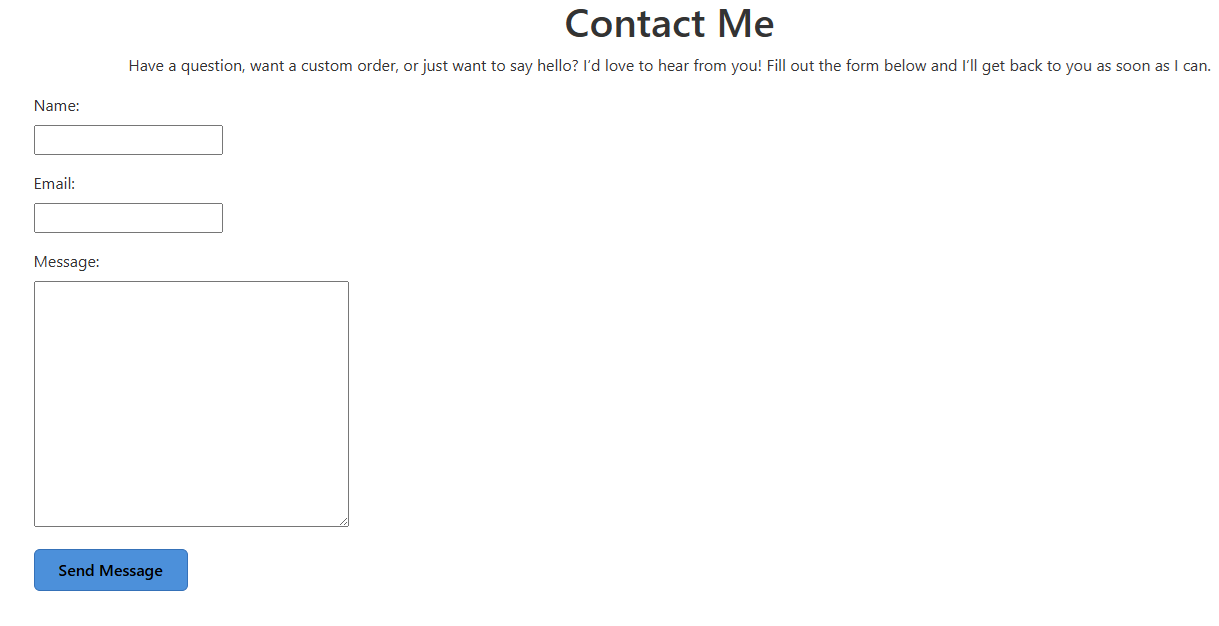 Contact Me
Have a question, want a custom order, or just want to say hello? I’d love to hear from you! Fill out the form below and I’ll get back to you as soon as I can.
Name:
Email:
Message:
Send Message